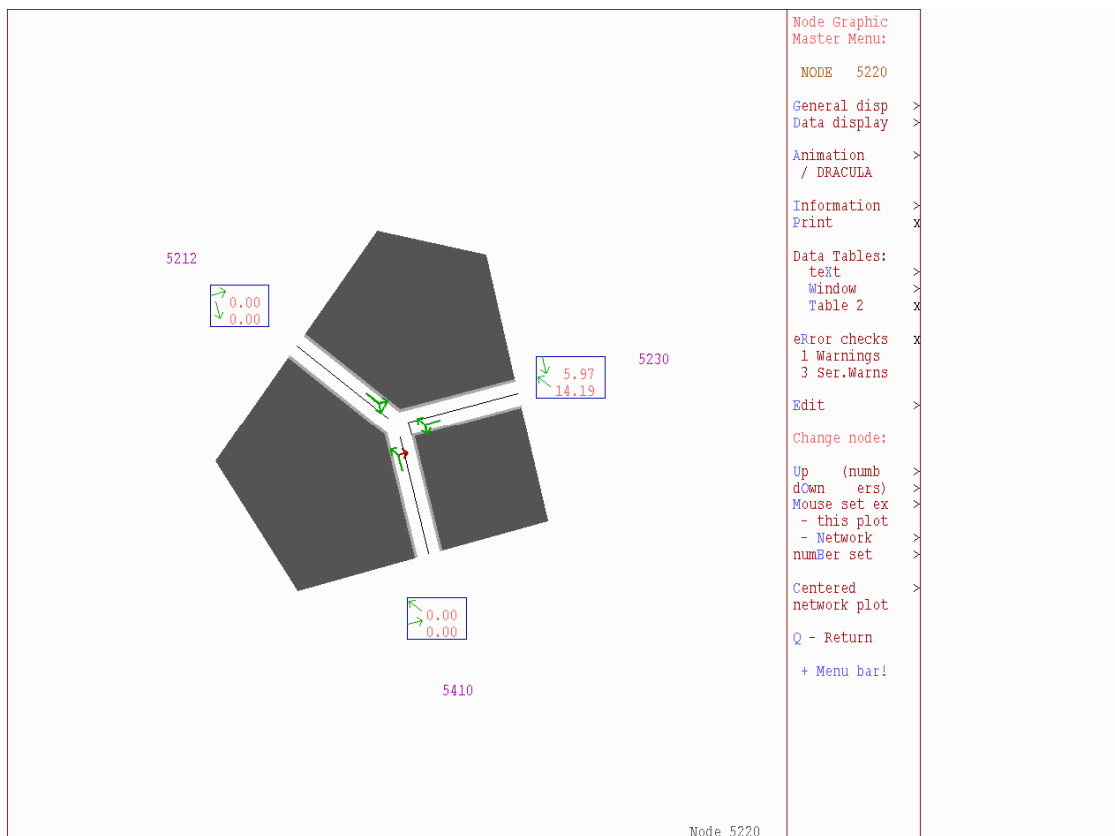 5212
0.00
0.00
5230
5.97
14.19
0.00
0.00
5410
Node 5220
Node Graphic
Master Menu:
NODE 5220
General disp >
Data display >
Animation >
/ DRACULA
Information >
Print x
Data Tables:
teXt >
Window >
Table 2 x
eRror checks x
1 Warnings
3 Ser.Warns
Edit >
Change node:
Up (numb >
dOwn ers) >
Mouse set ex >
- this plot
- Network >
numBer set >
Centered >
network plot
Q - Return
+ Menu bar!